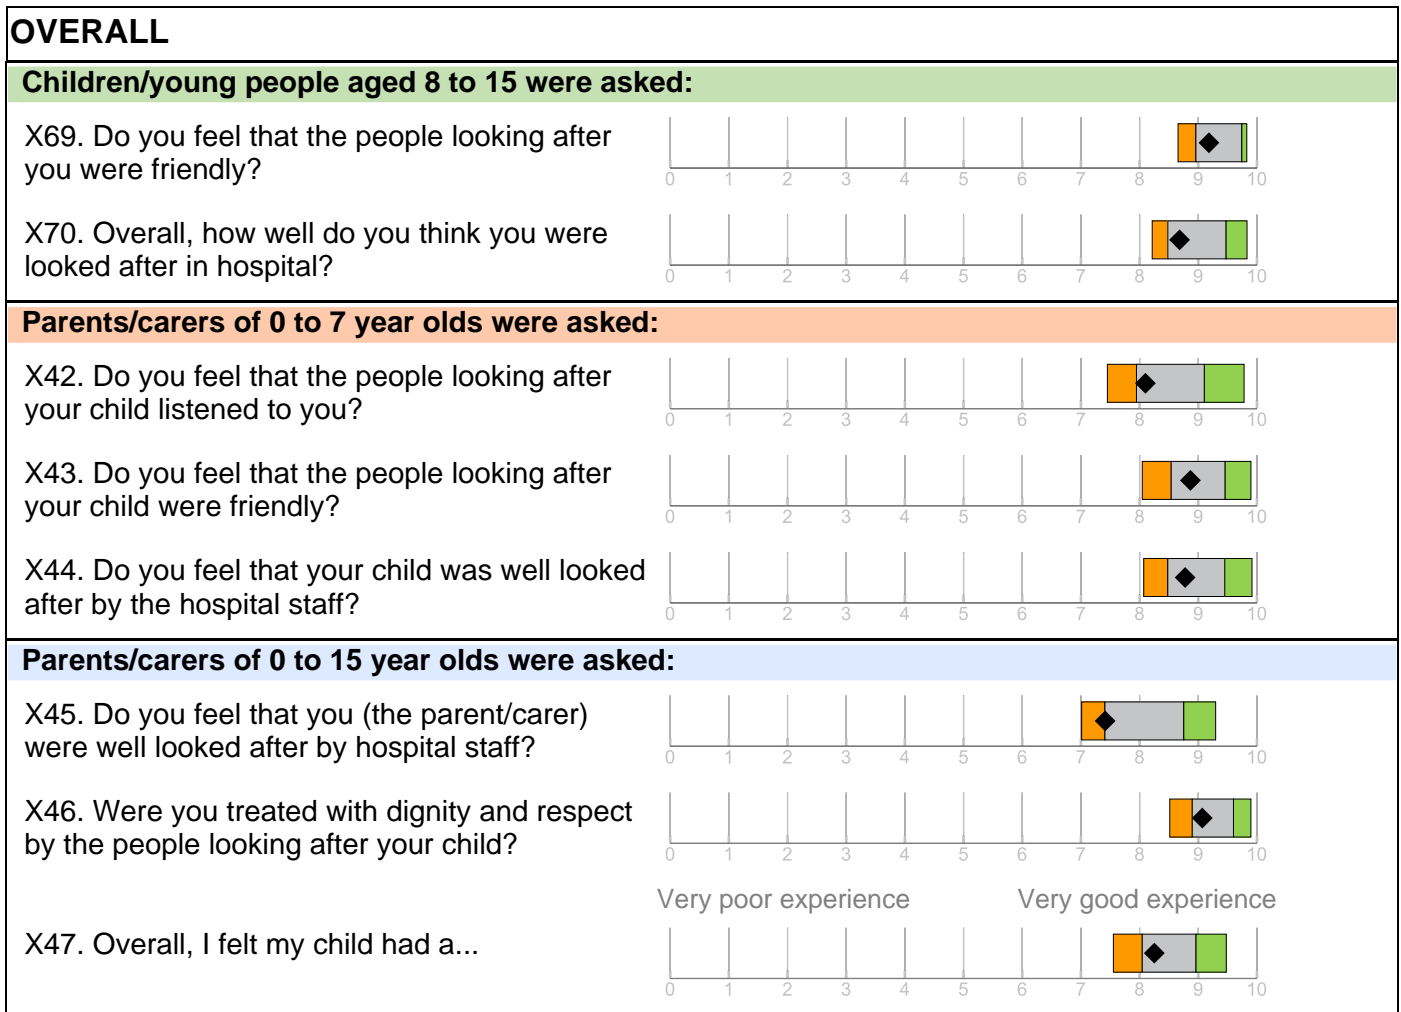 OVERALL
Children/young people aged 8 to 15 were asked:
X69. Do you feel that the people looking after
you were friendly?
0 1 2 3 4 5 6 7 8 9 10
X70. Overall, how well do you think you were
looked after in hospital?
0 1 2 3 4 5 6 7 8 9 10
Parents/carers of 0 to 7 year olds were asked:
X42. Do you feel that the people looking after
your child listened to you?
0 1 2 3 4 5 6 7 8 9 10
X43. Do you feel that the people looking after
your child were friendly?
0 1 2 3 4 5 6 7 8 9 10
X44. Do you feel that your child was well looked
after by the hospital staff?
0 1 2 3 4 5 6 7 8 9 10
Parents/carers of 0 to 15 year olds were asked:
X45. Do you feel that you (the parent/carer)
were well looked after by hospital staff?
0 1 2 3 4 5 6 7 8 9 10
X46. Were you treated with dignity and respect
by the people looking after your child?
0 1 2 3 4 5 6 7 8 9 10
Very poor experience Very good experience
X47. Overall, I felt my child had a...
0 1 2 3 4 5 6 7 8 9 10